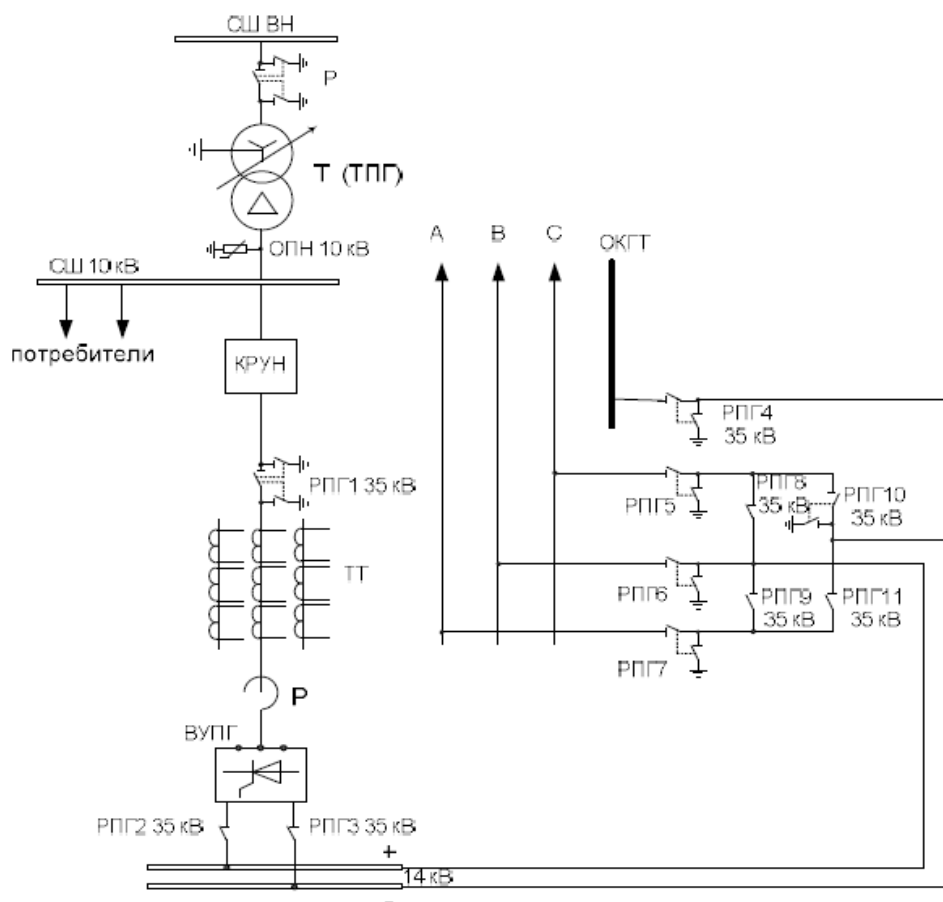 СШ ВН
Р
Т (ТПГ)
ОПН 10 кВ
СШ 10 кВ
потребители
КРУН
РПГ1 35 кВ
ТТ
Р
ВУПГ
РПГ2 35 кВ
РПГ3 35 кВ
+
14 кВ
А
В
С
ОКГТ
РПГ4
35 кВ
РПГ5
РПГ8
35 кВ
РПГ10
35 кВ
РПГ6
РПГ9
35 кВ
РПГ11
35 кВ
РПГ7